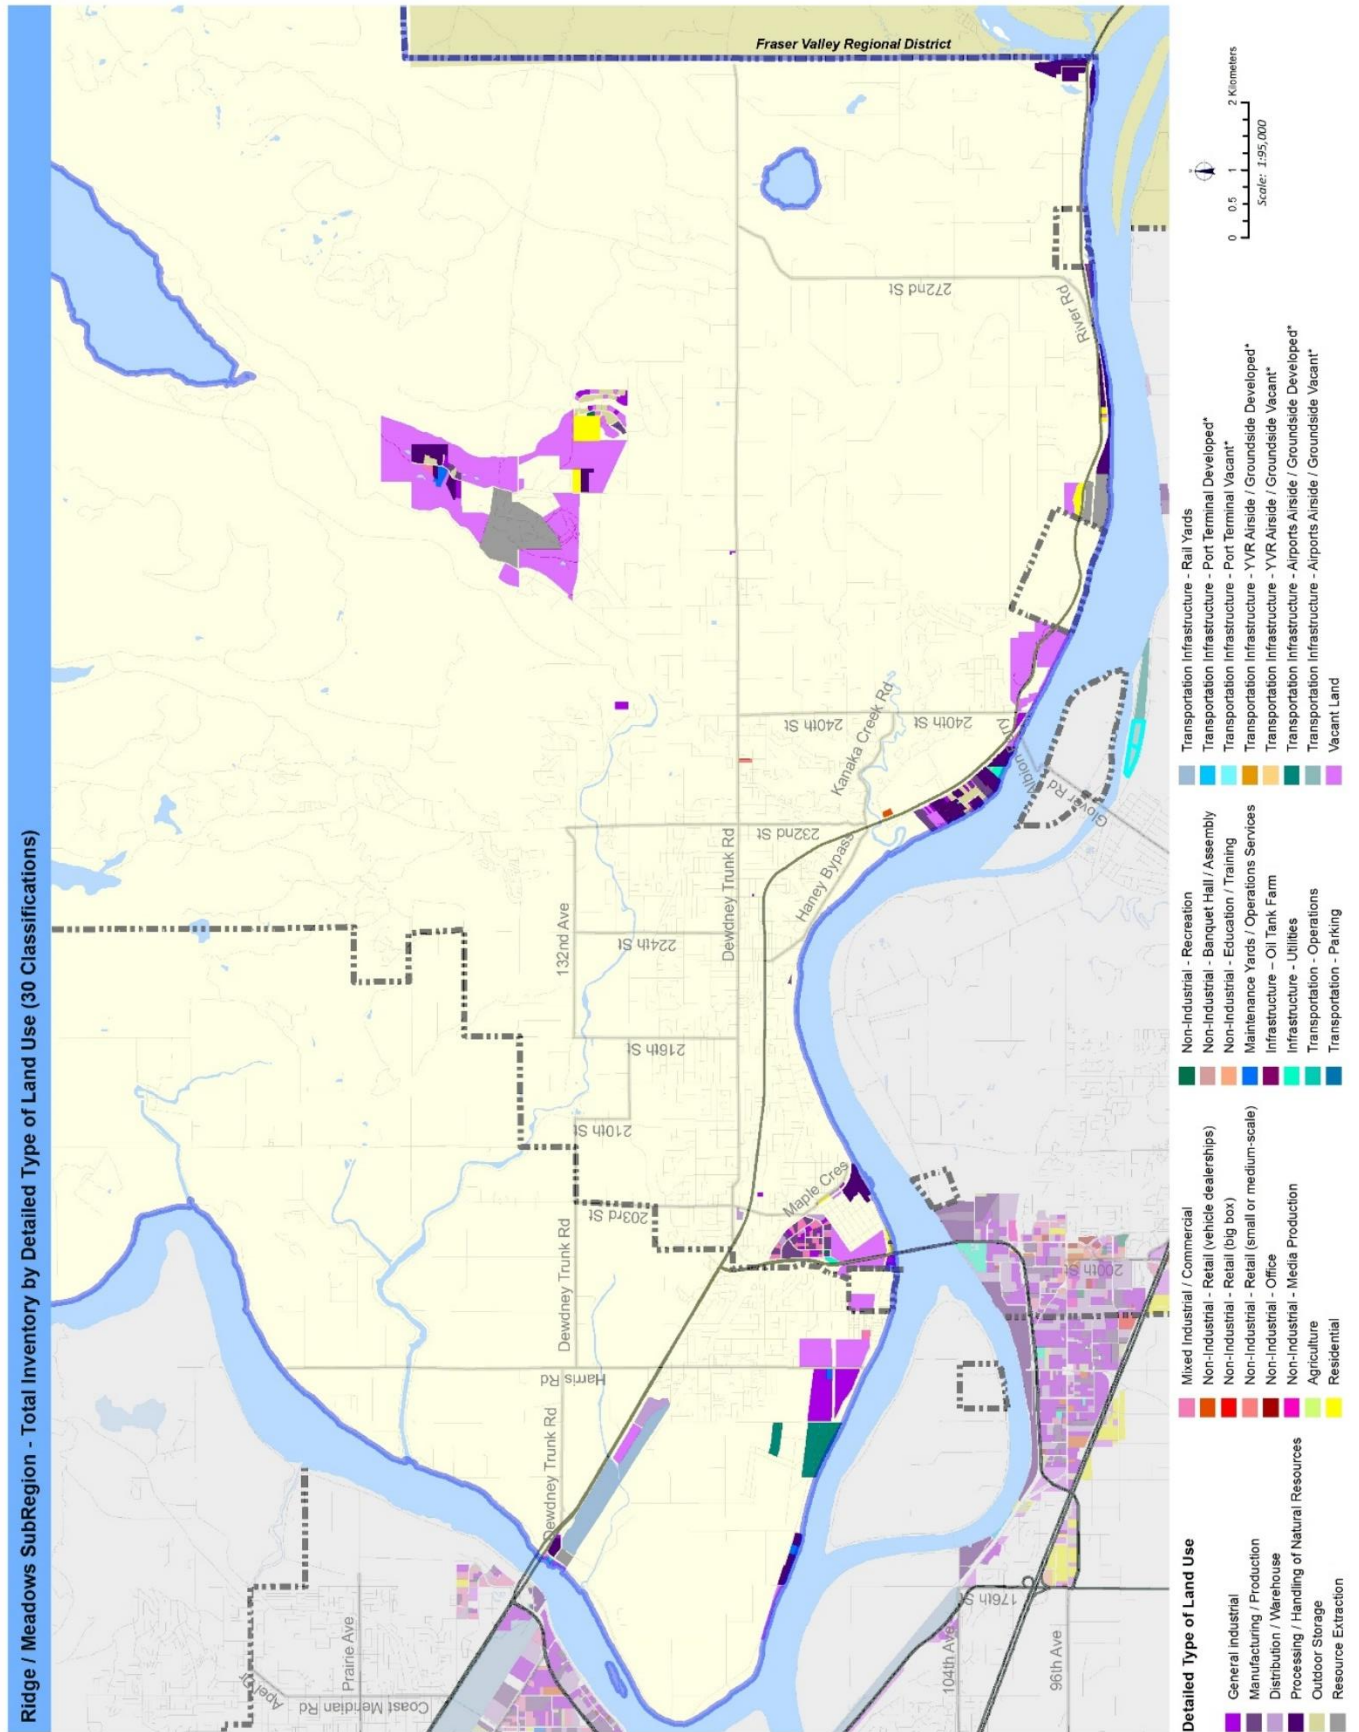 Ridge / Meadows SubRegion - Total Inventory by Detailed Type of Land Use (30 Classifications)
Fraser Valley Regional District
Prairie Ave
Coast Meridian Rd
Dewdney Trunk Rd
Harris Rd
Dewdney Trunk Rd
203rd St
210th St
216th St
132nd Ave
224th St
Dewdney Trunk Rd
232nd St
Haney Bypass
Kanaka Creek Rd
240th St
240th St
272nd St
River Rd
Maple Cres
Glover Rd
200th St
176th St
104th Ave
96th Ave
0 0.5 1 2 Kilometers
Scale: 1:95,000
Detailed Type of Land Use
General industrial
Manufacturing / Production
Distribution / Warehouse
Processing / Handling of Natural Resources
Outdoor Storage
Resource Extraction
Mixed Industrial / Commercial
Non-Industrial - Retail (vehicle dealerships)
Non-Industrial - Retail (big box)
Non-Industrial - Retail (small or medium-scale)
Non-Industrial - Office
Non-Industrial - Media Production
Agriculture
Residential
Non-Industrial - Recreation
Non-Industrial - Banquet Hall / Assembly
Non-Industrial - Education / Training
Maintenance Yards / Operations Services
Infrastructure – Oil Tank Farm
Infrastructure - Utilities
Transportation - Operations
Transportation - Parking
Transportation Infrastructure - Rail Yards
Transportation Infrastructure - Port Terminal Developed*
Transportation Infrastructure - Port Terminal Vacant*
Transportation Infrastructure - YVR Airside / Groundside Developed*
Transportation Infrastructure - YVR Airside / Groundside Vacant*
Transportation Infrastructure - Airports Airside / Groundside Developed*
Transportation Infrastructure - Airports Airside / Groundside Vacant*
Vacant Land